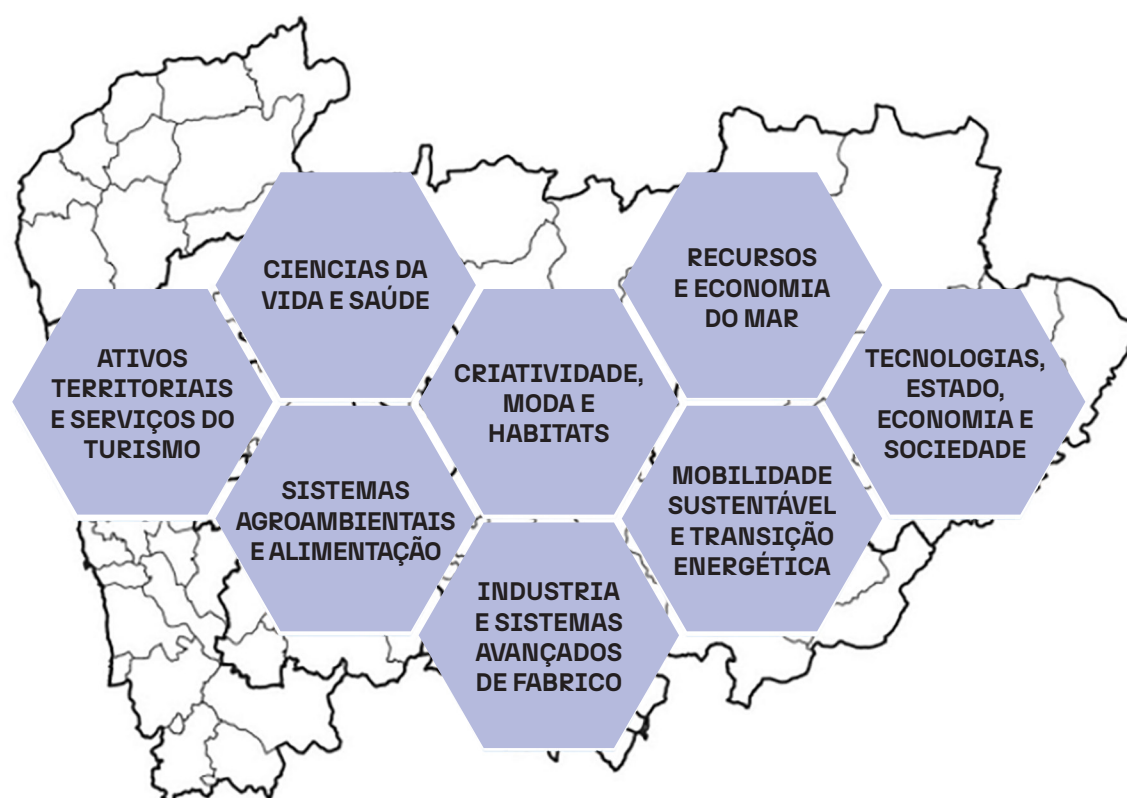 CIENCIAS DA
VIDA E SAÚDE
RECURSOS
E ECONOMIA
DO MAR
ATIVOS
TERRITORIAIS
E SERVIÇOS DO
TURISMO
CRIATIVIDADE,
MODA E
HABITATS
TECNOLOGIAS,
ESTADO,
ECONOMIA E
SOCIEDADE
SISTEMAS
AGROAMBIENTAIS
E ALIMENTAÇÃO
MOBILIDADE
SUSTENTÁVEL
E TRANSIÇÃO
ENERGÉTICA
INDUSTRIA
E SISTEMAS
AVANÇADOS
DE FABRICO